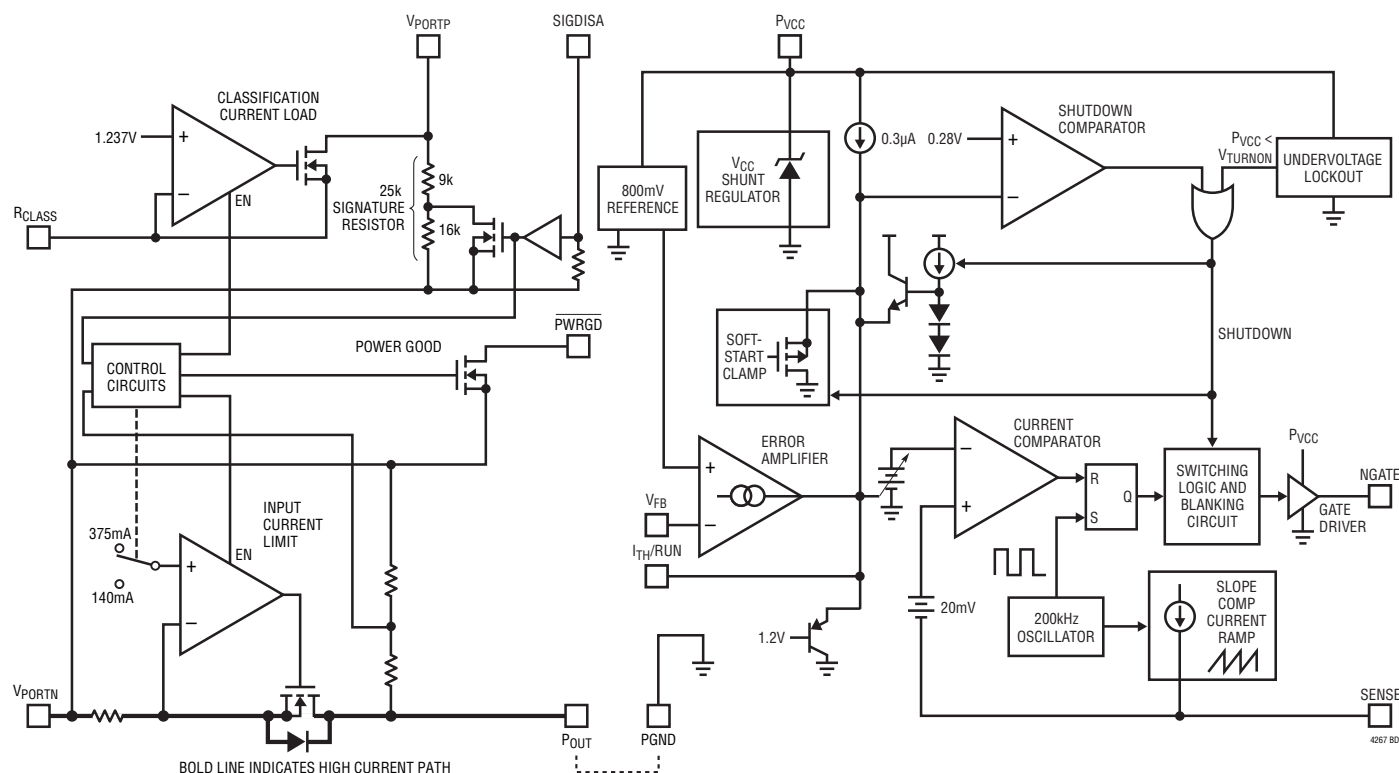 VPORTP
SIGDISA
PVCC
CLASSIFICATION
CURRENT LOAD
1.237V
+
–
EN
RCLASS
9k
25k
SIGNATURE
RESISTOR
16k
800mV
REFERENCE
VCC
SHUNT
REGULATOR
0.3µA
0.28V
+
–
SHUTDOWN
COMPARATOR
PVCC <
VTURNON
UNDERVOLTAGE
LOCKOUT
CONTROL
CIRCUITS
POWER GOOD
PWRGD
SOFT-
START
CLAMP
SHUTDOWN
375mA
140mA
INPUT
CURRENT
LIMIT
EN
+
–
ERROR
AMPLIFIER
+
–
VFB
ITH/RUN
1.2V
CURRENT
COMPARATOR
–
+
20mV
R
S
Q
SWITCHING
LOGIC AND
BLANKING
CIRCUIT
PVCC
NGATE
GATE
DRIVER
200kHz
OSCILLATOR
SLOPE
COMP
CURRENT
RAMP
VPORTN
POUT
PGND
SENSE
4267 BD
BOLD LINE INDICATES HIGH CURRENT PATH